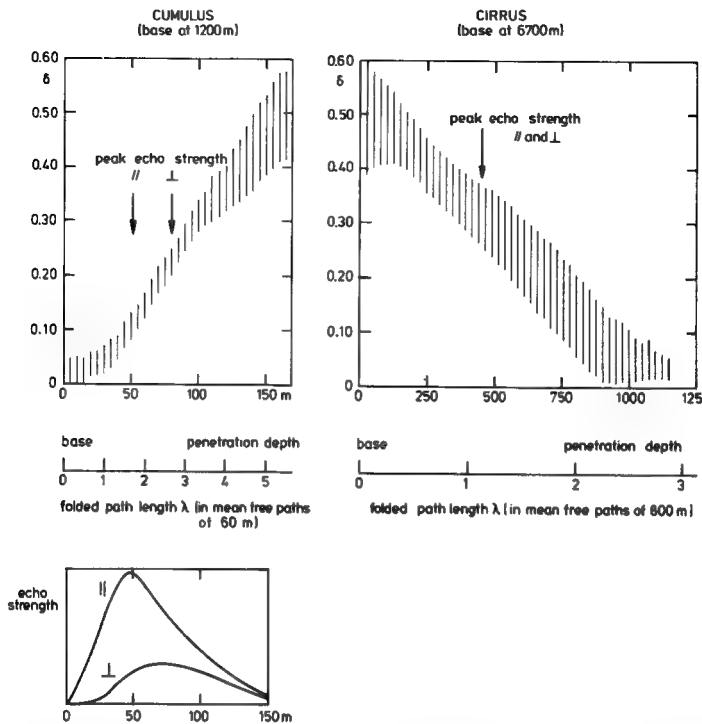 CUMULUS
(base at 1200m)
0.60
δ
0.50
0.40
0.30
0.20
0.10
0
peak echo strength
// ⊥
0 50 100 150 m
base penetration depth
0 1 2 3 4 5
folded path length λ (in mean free paths
of 60 m)
CIRRUS
(base at 6700m)
0.60
0.50
0.40
0.30
0.20
0.10
0
peak echo strength
// and ⊥
0 250 500 750 1000 125
base penetration depth
0 1 2 3
folded path length λ (in mean free paths of 600 m)
echo
strength
||
⊥
0 50 100 150 m